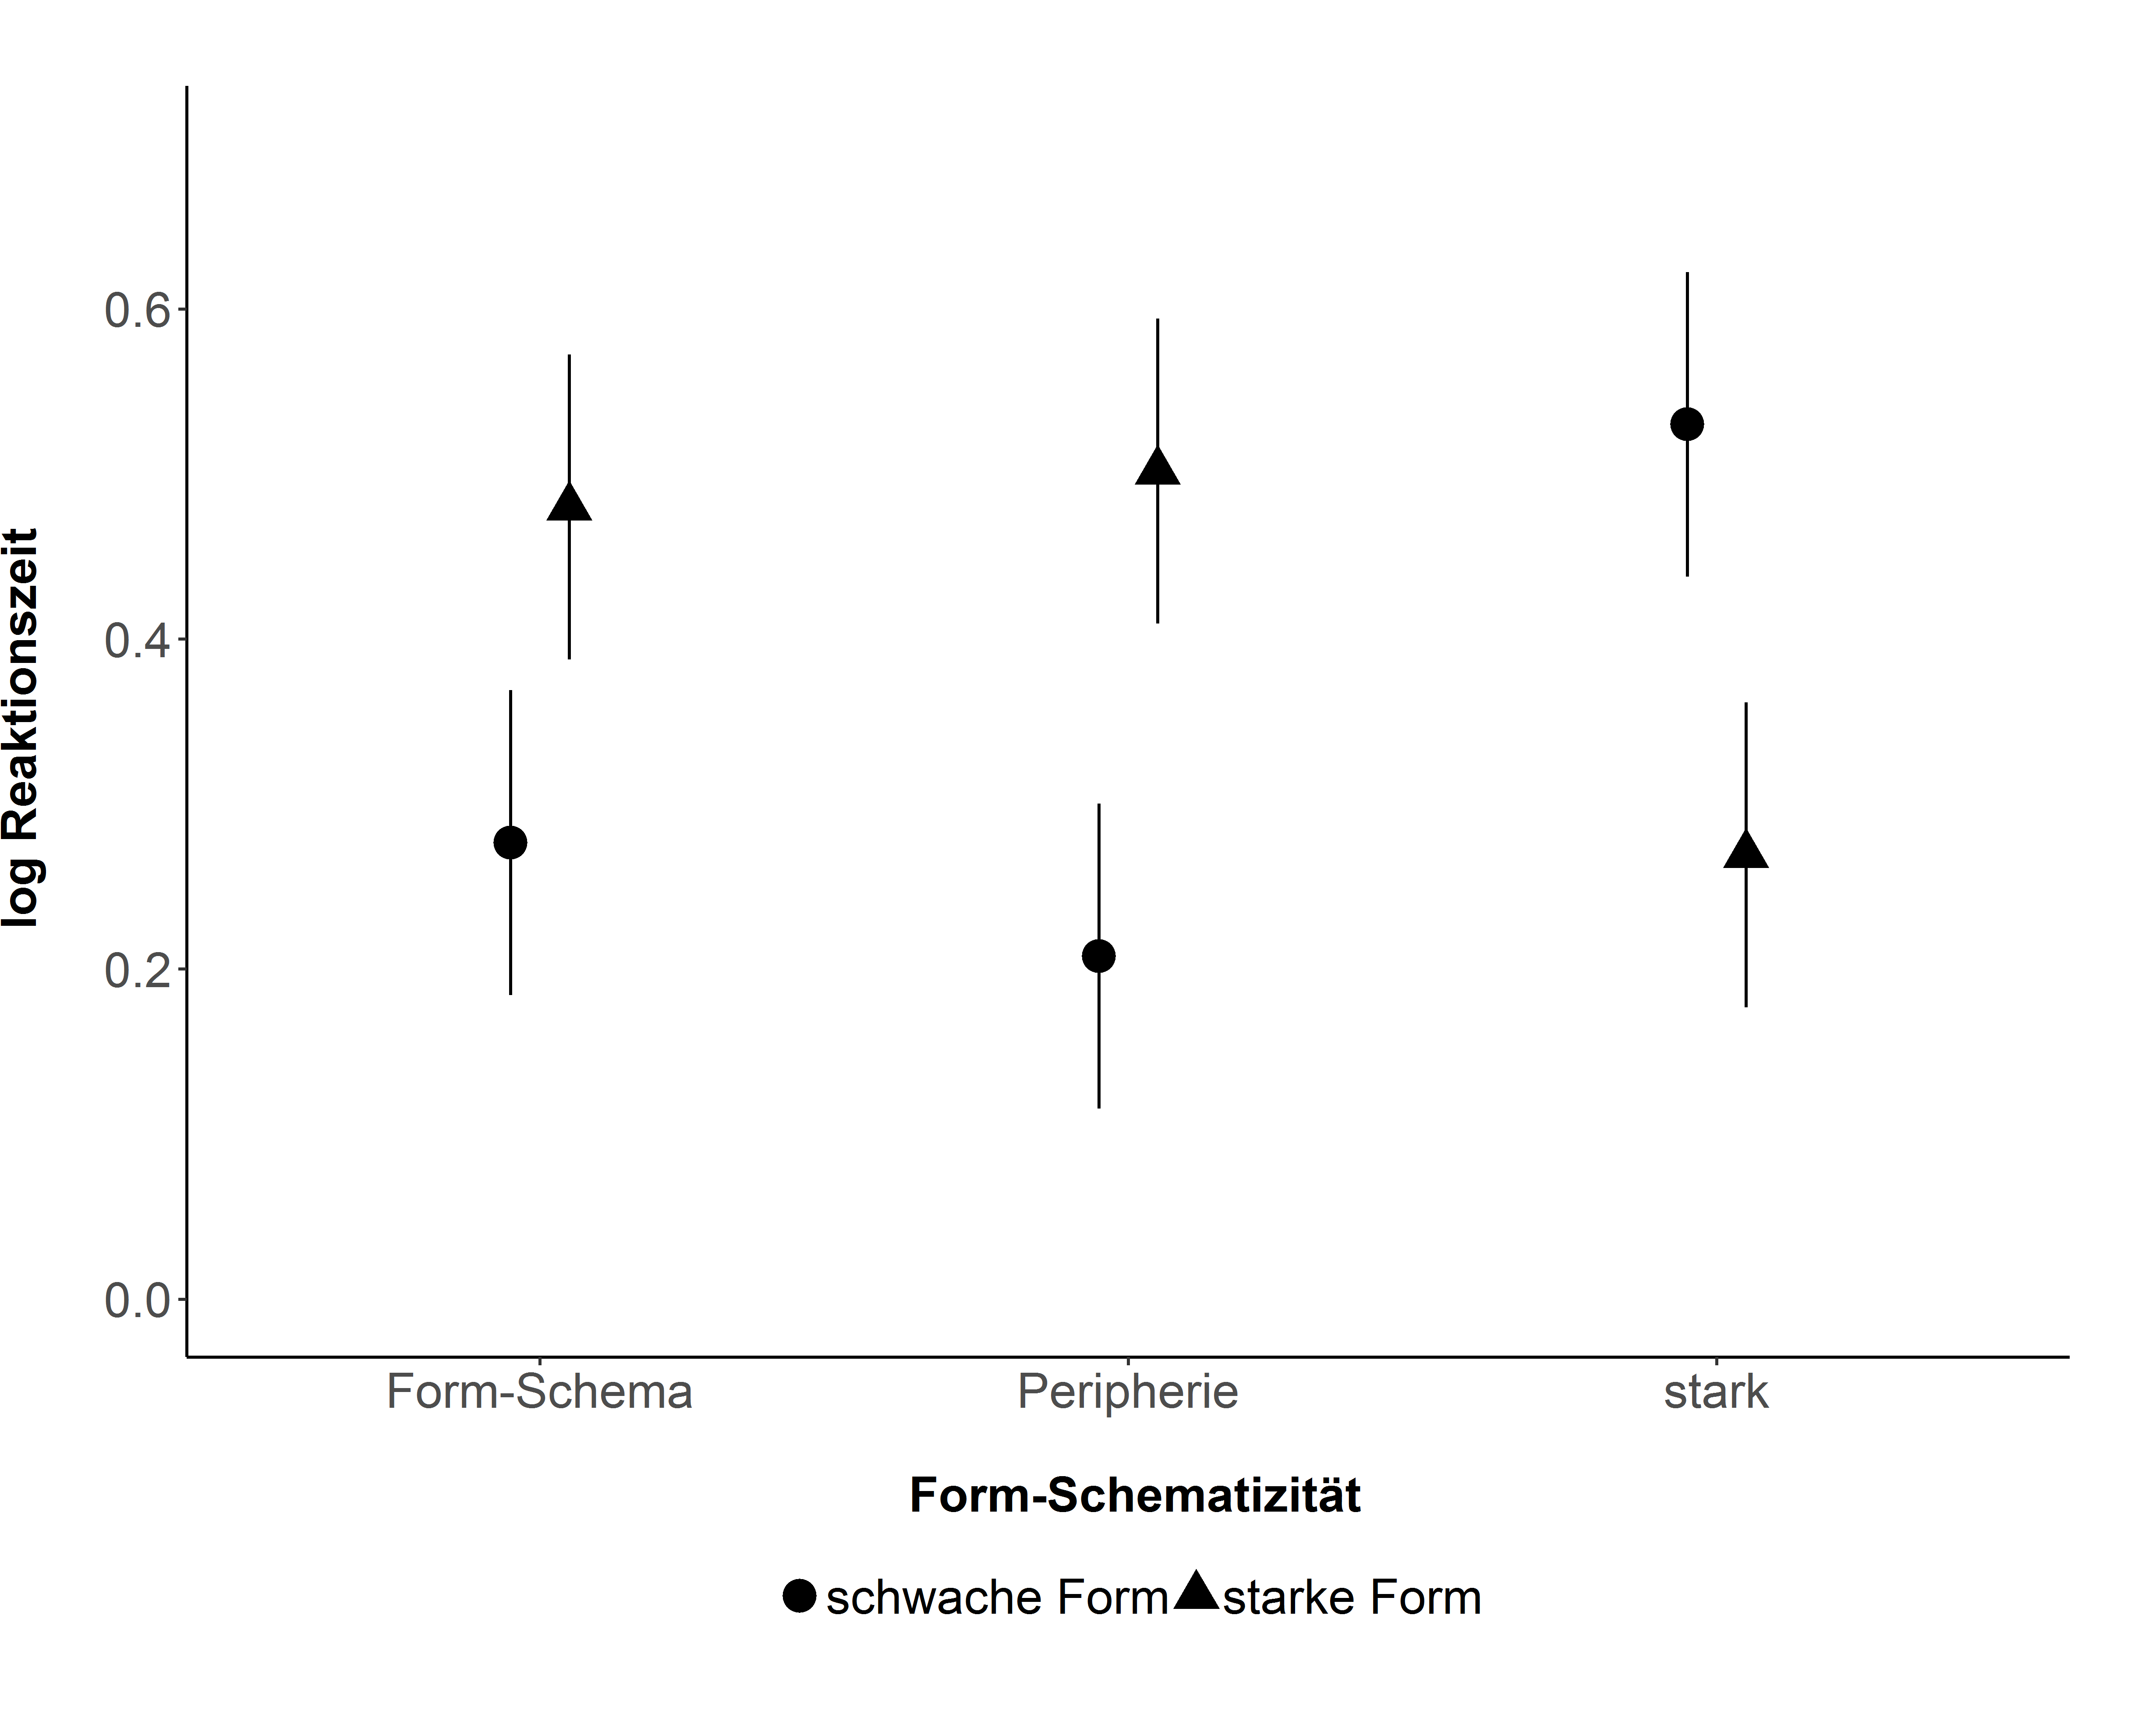 log Reaktionszeit
0.6
0.4
0.2
0.0
Form-Schema Peripherie stark
Form-Schematizität
schwache Form starke Form